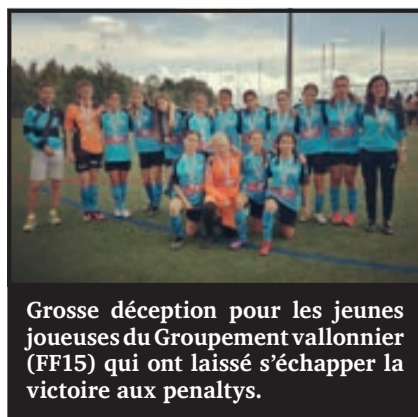 Grosse déception pour les jeunes
joueuses du Groupement vallonnier
(FF15) qui ont laissé s’échapper la
victoire aux penaltys.